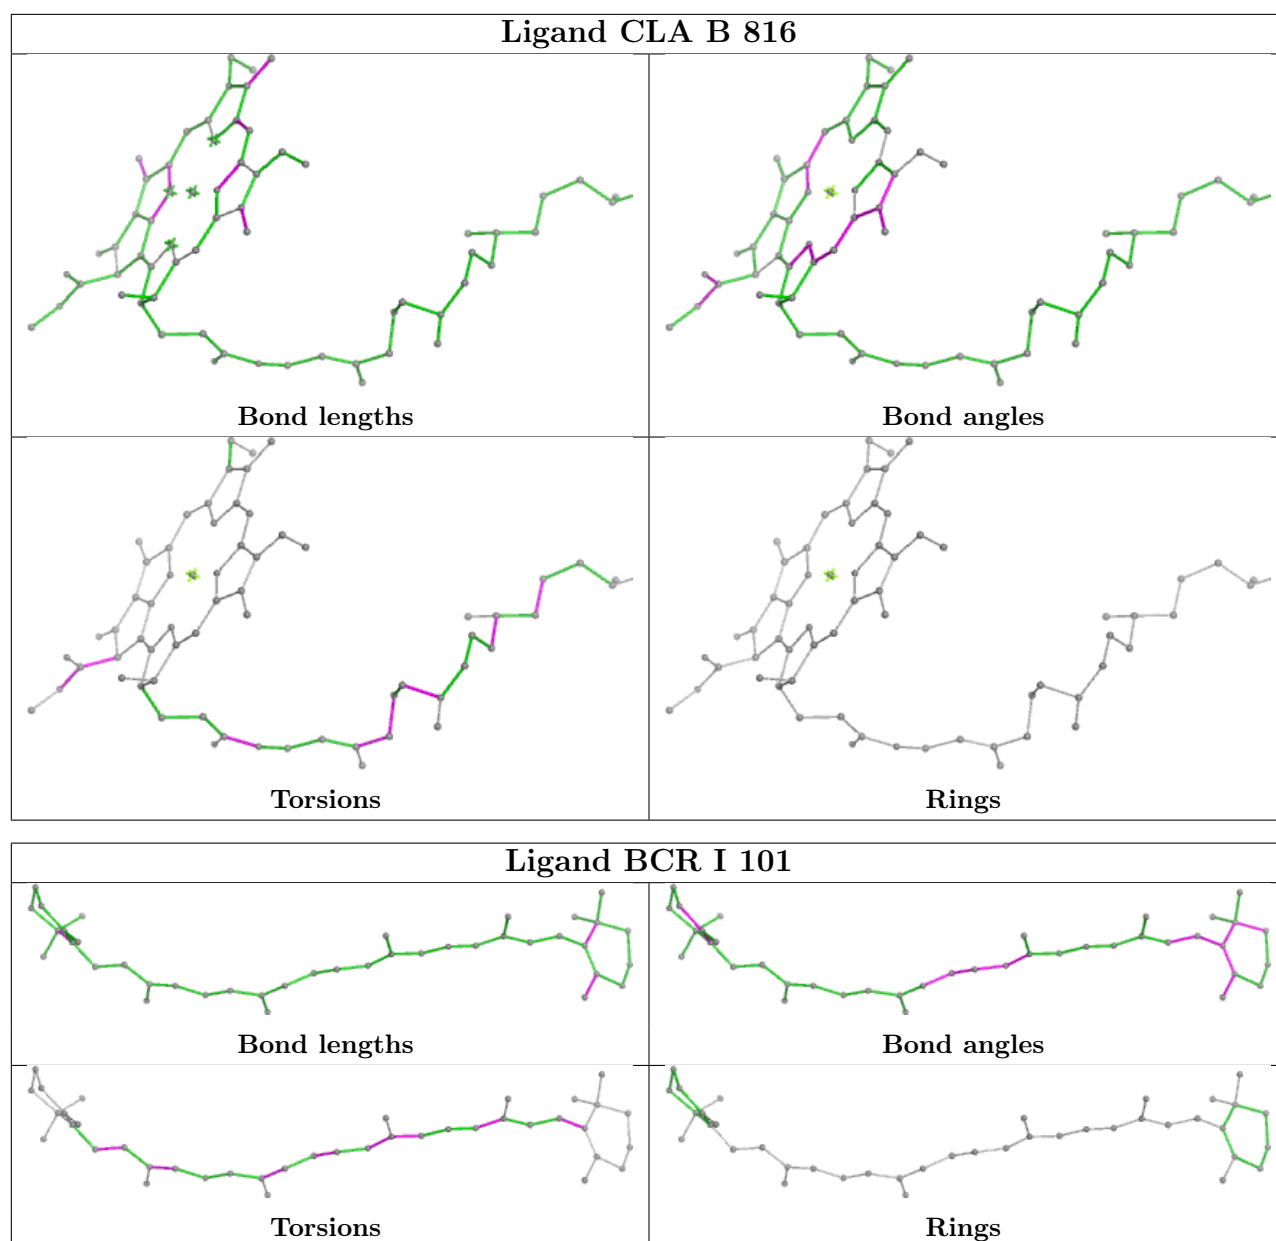 Ligand CLA B 816
Bond lengths
Bond angles
Torsions
Rings
Ligand BCR I 101
Bond lengths
Bond angles
Torsions
Rings